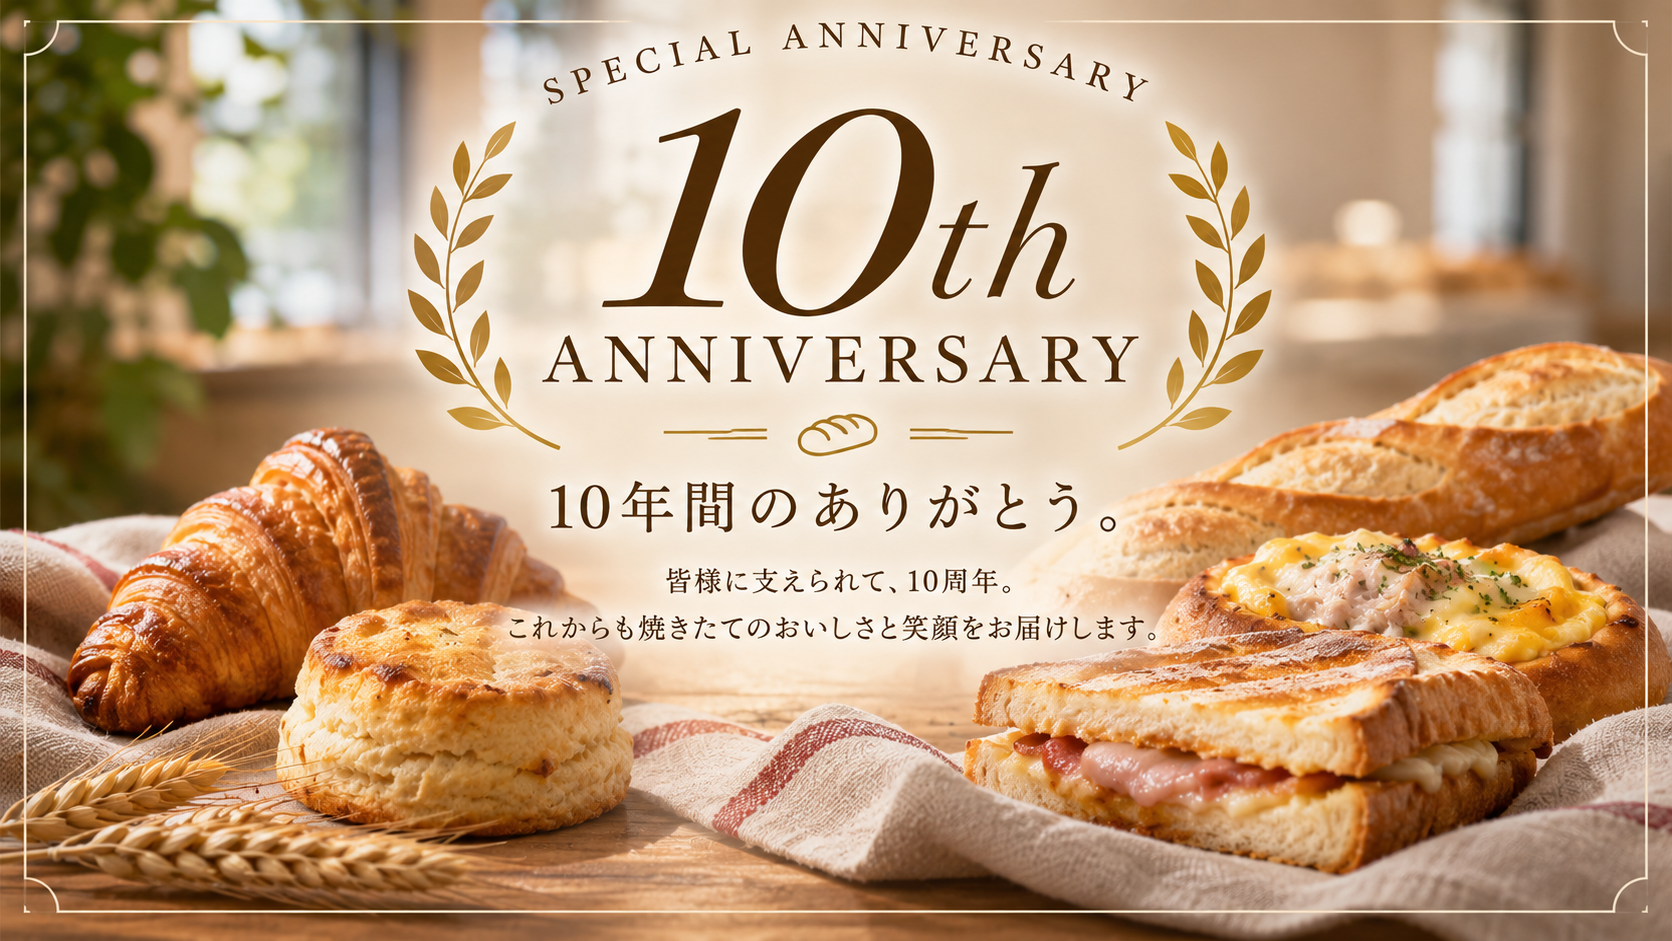 SPECIAL ANNIVERSARY
10th
ANNIVERSARY
10年間のありがとう。
皆様に支えられて、10周年。
これからも焼きたてのおいしさと笑顔をお届けします。